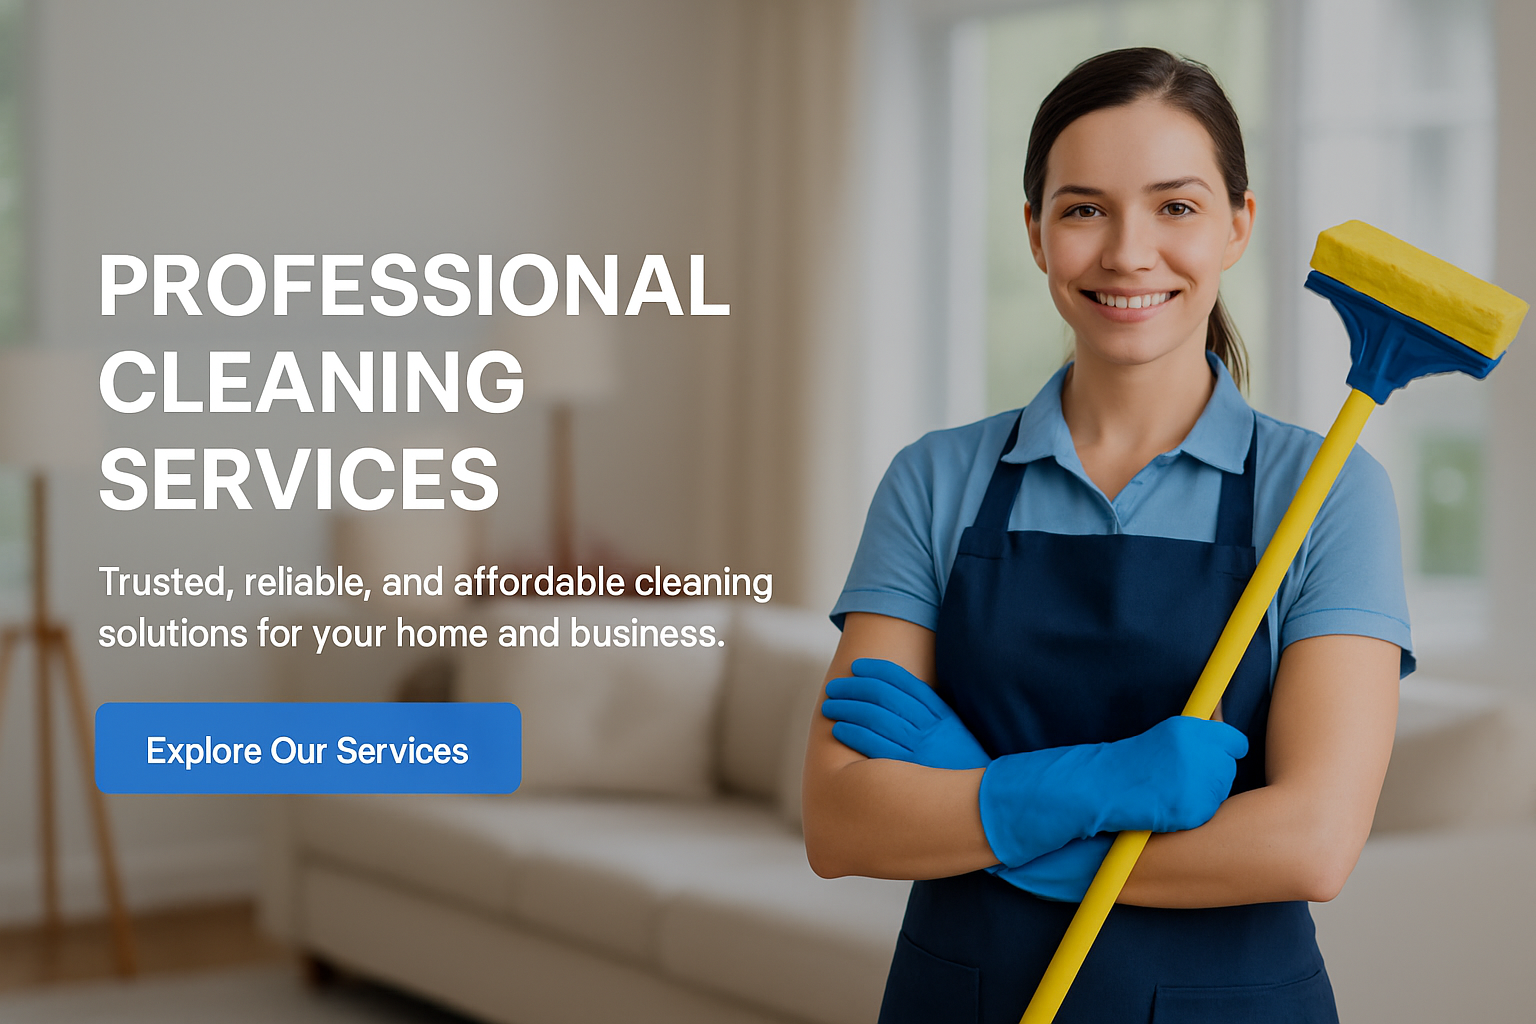 PROFESSIONAL
CLEANING
SERVICES
Trusted, reliable, and affordable cleaning
solutions for your home and business.
Explore Our Services